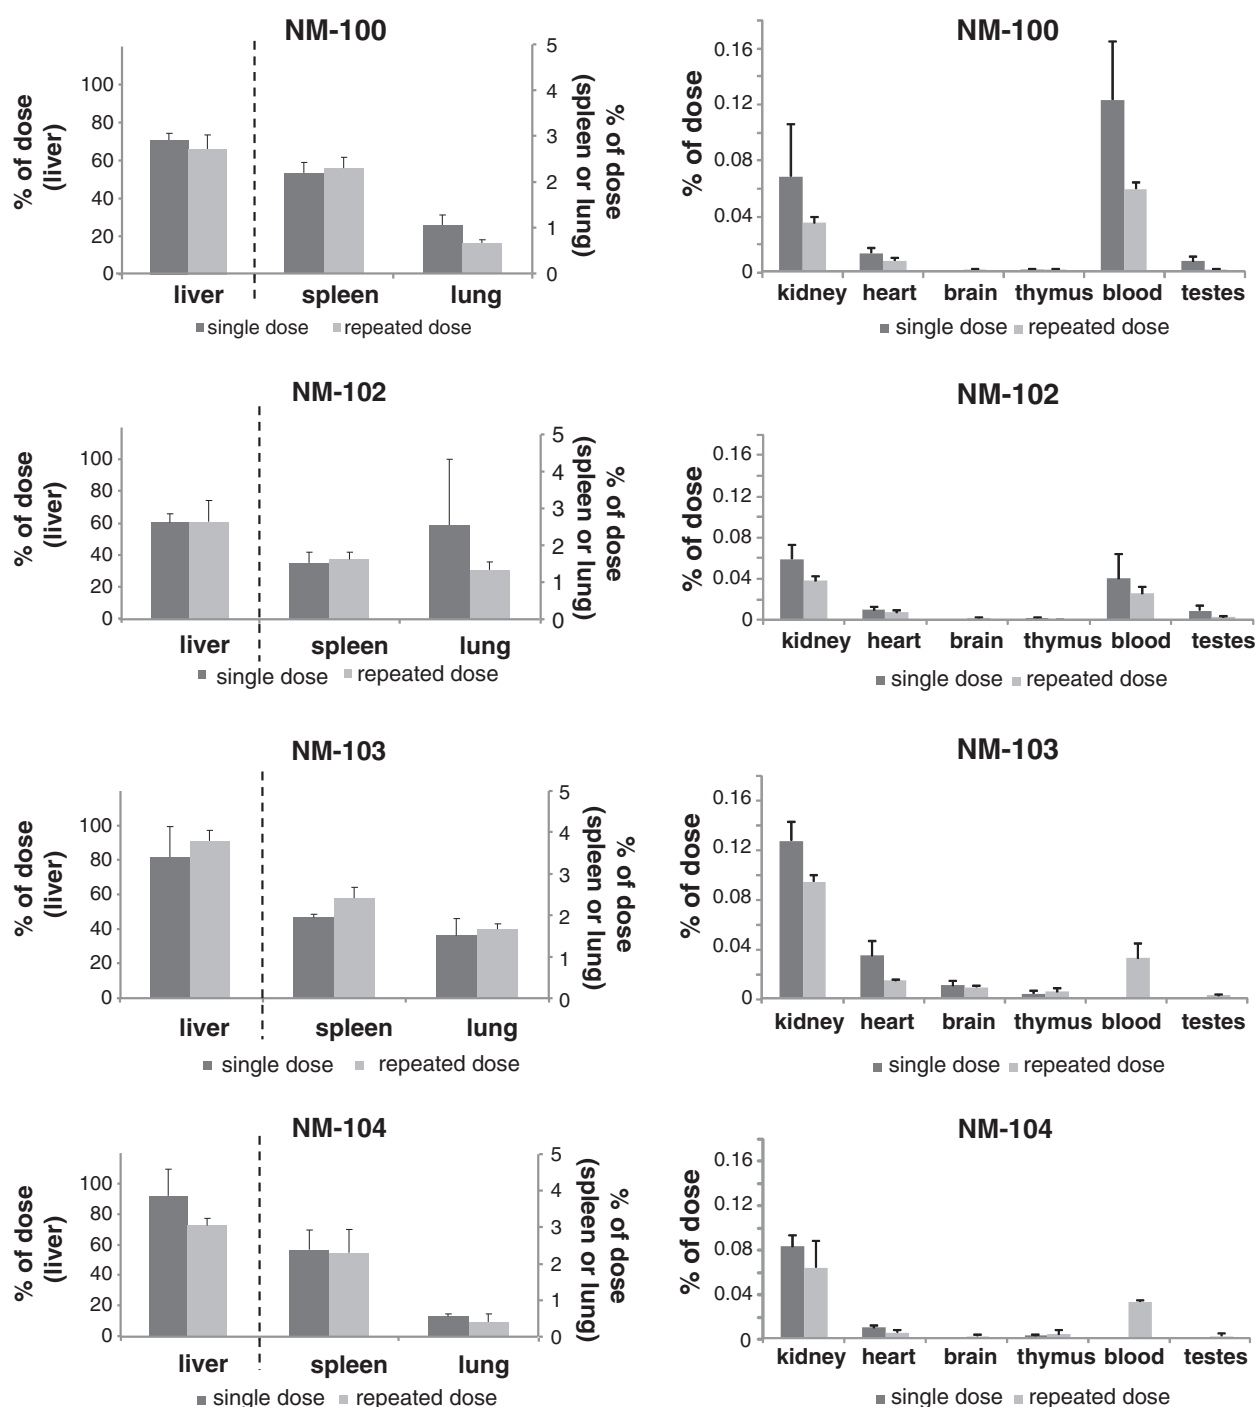 NM-100
% of dose
(liver)
100
80
60
40
20
0
5
4
3
2
1
0
% of dose
(spleen or lung)
liver spleen lung
single dose repeated dose
NM-100
% of dose
0.16
0.12
0.08
0.04
0
kidney heart brain thymus blood testes
single dose repeated dose
NM-102
% of dose
(liver)
100
80
60
40
20
0
5
4
3
2
1
0
% of dose
(spleen or lung)
liver spleen lung
single dose repeated dose
NM-102
% of dose
0.16
0.12
0.08
0.04
0
kidney heart brain thymus blood testes
single dose repeated dose
NM-103
% of dose
(liver)
100
80
60
40
20
0
5
4
3
2
1
0
% of dose
(spleen or lung)
liver spleen lung
single dose repeated dose
NM-103
% of dose
0.16
0.12
0.08
0.04
0
kidney heart brain thymus blood testes
single dose repeated dose
NM-104
% of dose
(liver)
100
80
60
40
20
0
5
4
3
2
1
0
% of dose
(spleen or lung)
liver spleen lung
single dose repeated dose
NM-104
% of dose
0.16
0.12
0.08
0.04
0
kidney heart brain thymus blood testes
single dose repeated dose